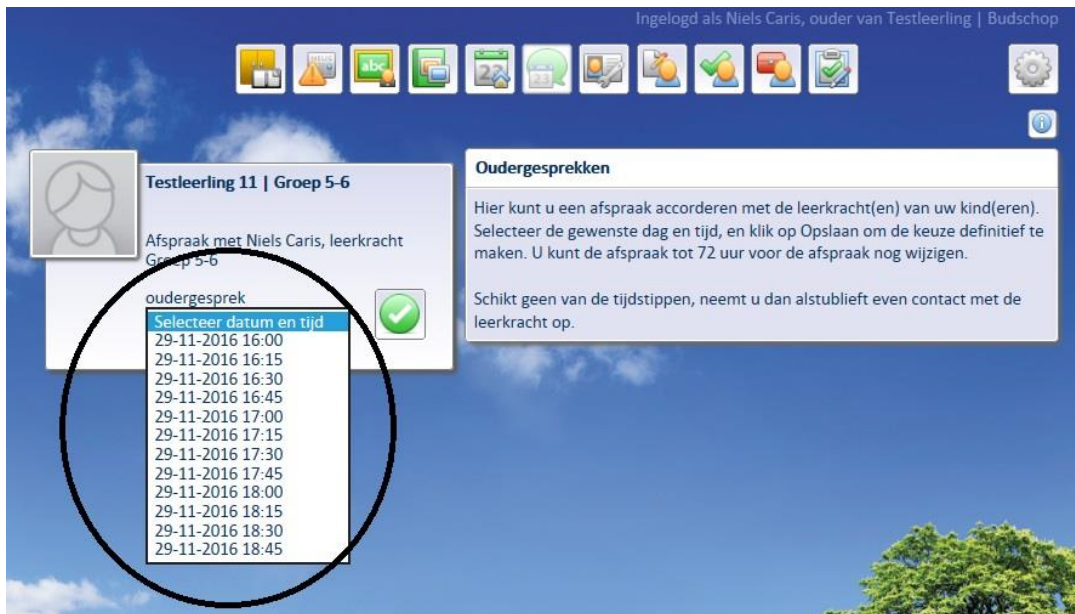 Ingelogd als Niels Caris, ouder van Testleerling | Budschop
abc
22
23
Testleerling 11 | Groep 5-6
Afspraak met Niels Caris, leerkracht
Groep 5-6
oudergesprek
Selecteer datum en tijd
29-11-2016 16:00
29-11-2016 16:15
29-11-2016 16:30
29-11-2016 16:45
29-11-2016 17:00
29-11-2016 17:15
29-11-2016 17:30
29-11-2016 17:45
29-11-2016 18:00
29-11-2016 18:15
29-11-2016 18:30
29-11-2016 18:45
Oudergesprekken
Hier kunt u een afspraak accorderen met de leerkracht(en) van uw kind(eren).
Selecteer de gewenste dag en tijd, en klik op Opslaan om de keuze definitief te
maken. U kunt de afspraak tot 72 uur voor de afspraak nog wijzigen.
Schikt geen van de tijdstippen, neemt u dan alstublieft even contact met de
leerkracht op.